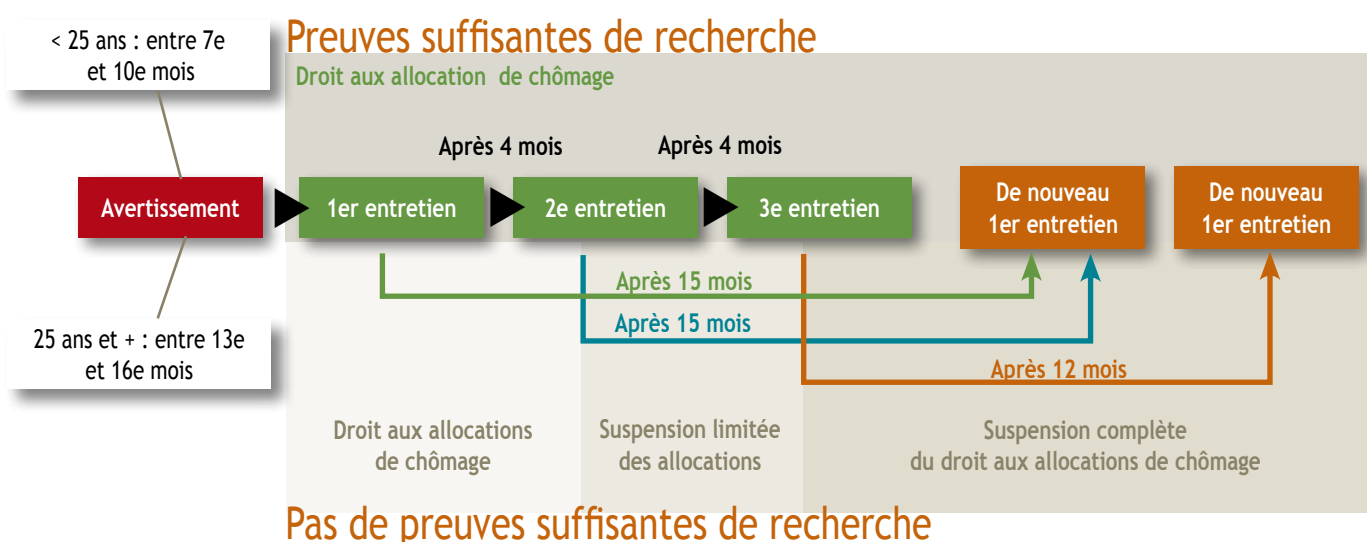 < 25 ans : entre 7e
et 10e mois
Preuves suffisantes de recherche
Droit aux allocation de chômage
Après 4 mois
Après 4 mois
Avertissement
1er entretien
2e entretien
3e entretien
De nouveau
1er entretien
De nouveau
1er entretien
Après 15 mois
Après 15 mois
25 ans et + : entre 13e
et 16e mois
Après 12 mois
Droit aux allocations
de chômage
Suspension limitée
des allocations
Suspension complète
du droit aux allocations de chômage
Pas de preuves suffisantes de recherche